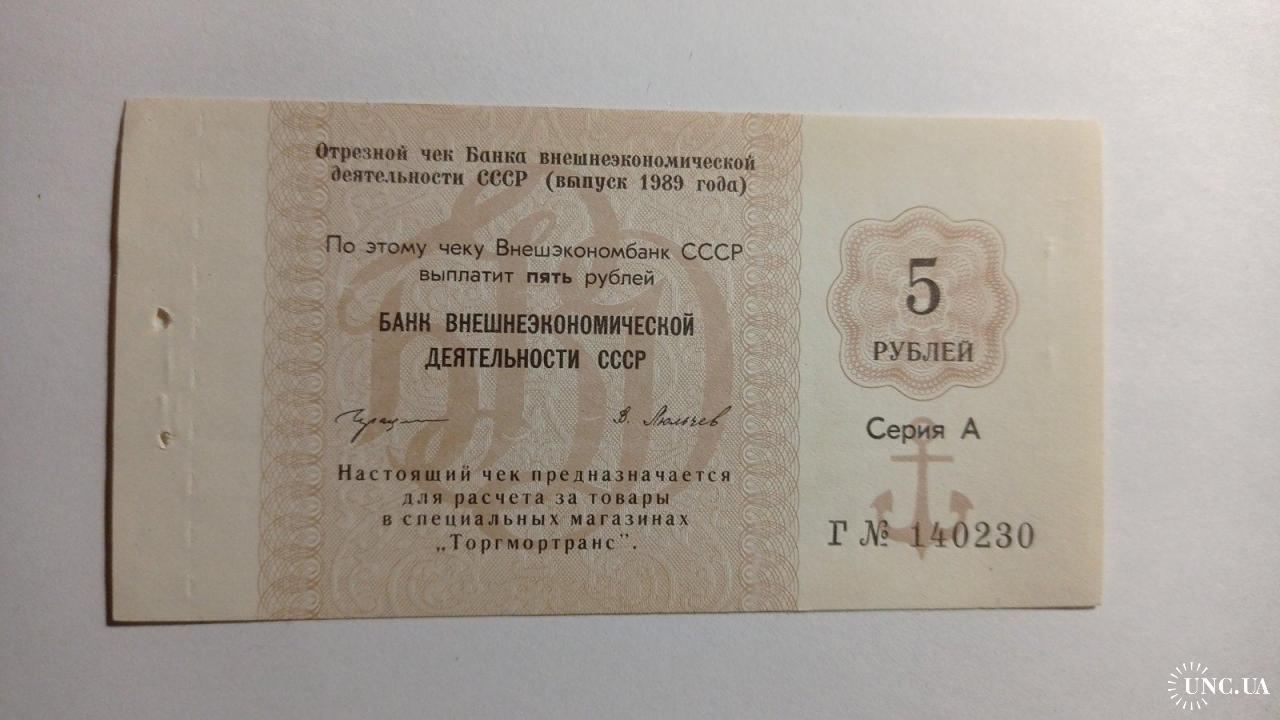 Отрезной чек Банка внешнеэкономической
деятельности СССР (выпуск 1989 года)
По этому чеку Внешэкономбанк СССР
выплатит пять рублей
БАНК ВНЕШНЕЭКОНОМИЧЕСКОЙ
ДЕЯТЕЛЬНОСТИ СССР
В. Люльчев
Настоящий чек предназначается
для расчета за товары
в специальных магазинах
„Торгмортранс".
5
РУБЛЕЙ
Серия А
Г № 140230
UNC.UA